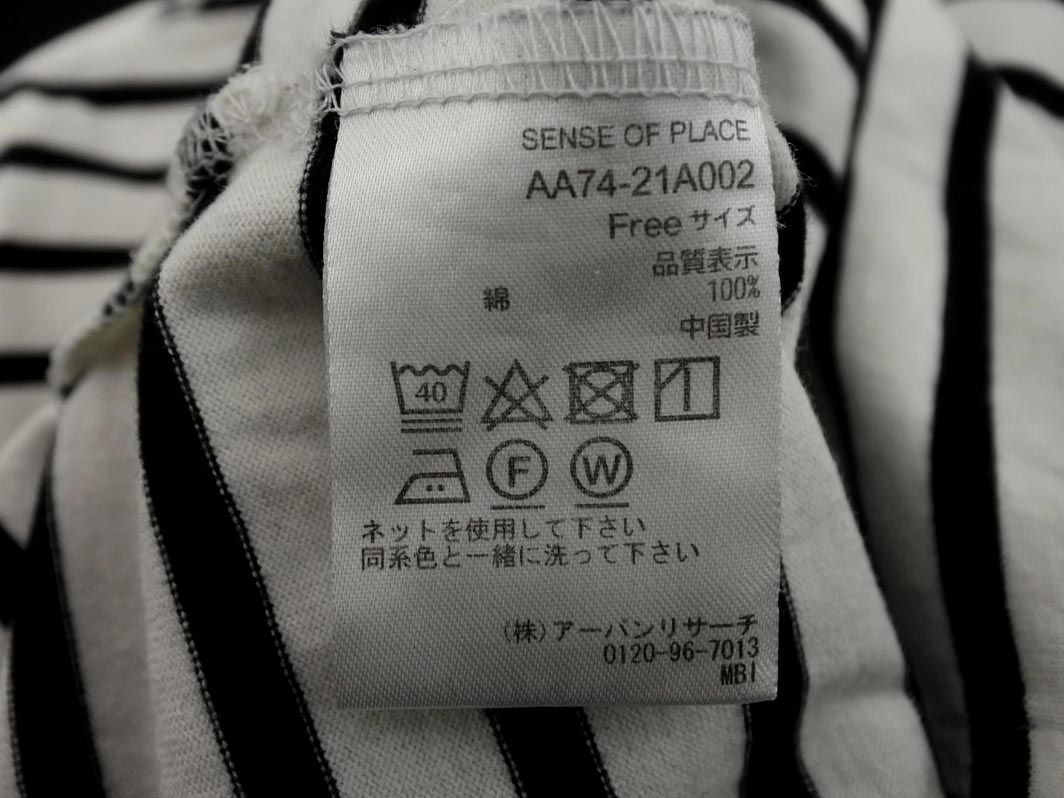 SENSE OF PLACE
AA74-21A002
Freeサイズ
品質表示
綿 100%
中国製
40
F W
ネットを使用して下さい
同系色と一緒に洗って下さい
(株)アーバンリサーチ
0120-96-7013
MBI